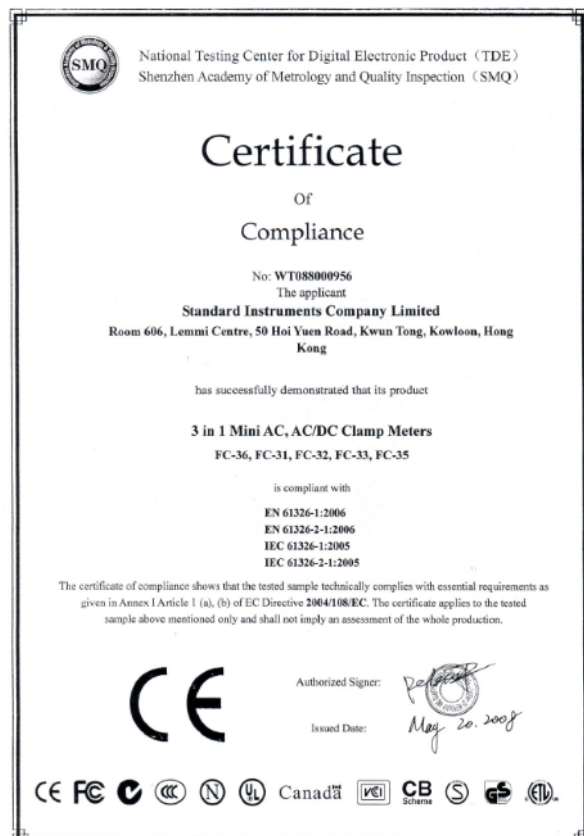 SMQ
National Testing Center for Digital Electronic Product (TDE)
Shenzhen Academy of Metrology and Quality Inspection (SMQ)
Certificate
Of
Compliance
No: WT088000956
The applicant
Standard Instruments Company Limited
Room 606, Lemmi Centre, 50 Hoi Yuen Road, Kwun Tong, Kowloon, Hong
Kong
has successfully demonstrated that its product
3 in 1 Mini AC, AC/DC Clamp Meters
FC-36, FC-31, FC-32, FC-33, FC-35
is compliant with
EN 61326-1:2006
EN 61326-2-1:2006
IEC 61326-1:2005
IEC 61326-2-1:2005
The certificate of compliance shows that the tested sample technically complies with essential requirements as
given in Annex I Article 1 (a), (b) of EC Directive 2004/108/EC. The certificate applies to the tested
sample above mentioned only and shall not imply an assessment of the whole production.
CE
Authorized Signer:
Issued Date: May 20. 2008
CE FC CCC N UL Canada VCI CB Scheme S GS ETL